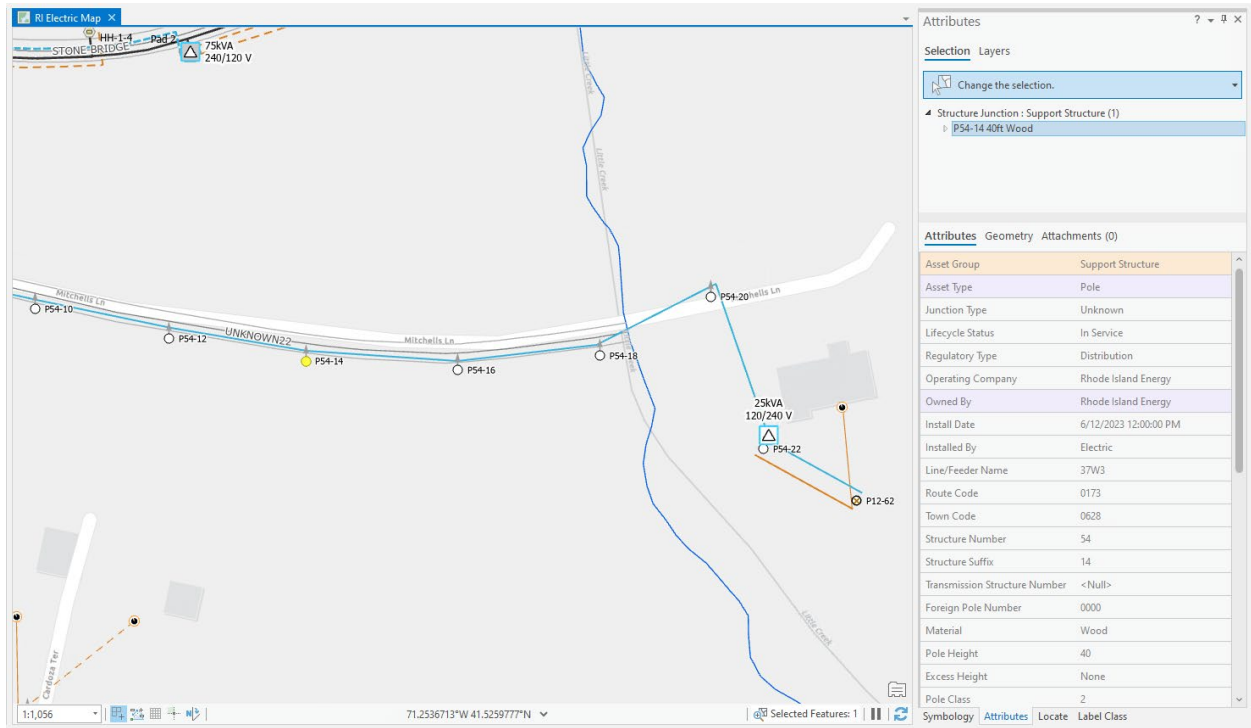 RI Electric Map
HH-1-4
Pad 2
STONE BRIDGE
75kVA
240/120 V
Little Creek
Little Creek
Mitchells Ln
P54-10
P54-12
UNKNOWN22
P54-14
Mitchells Ln
P54-16
P54-18
P54-20
hells Ln
25kVA
120/240 V
P54-22
P12-62
Little Creek
Cardoza Ter
1:1,056
71.2536713°W 41.5259777°N
Selected Features: 1
Attributes
Selection Layers
Change the selection.
Structure Junction : Support Structure (1)
P54-14 40ft Wood
Attributes Geometry Attachments (0)
Asset Group Support Structure
Asset Type Pole
Junction Type Unknown
Lifecycle Status In Service
Regulatory Type Distribution
Operating Company Rhode Island Energy
Owned By Rhode Island Energy
Install Date 6/12/2023 12:00:00 PM
Installed By Electric
Line/Feeder Name 37W3
Route Code 0173
Town Code 0628
Structure Number 54
Structure Suffix 14
Transmission Structure Number <Null>
Foreign Pole Number 0000
Material Wood
Pole Height 40
Excess Height None
Pole Class 2
Symbology Attributes Locate Label Class